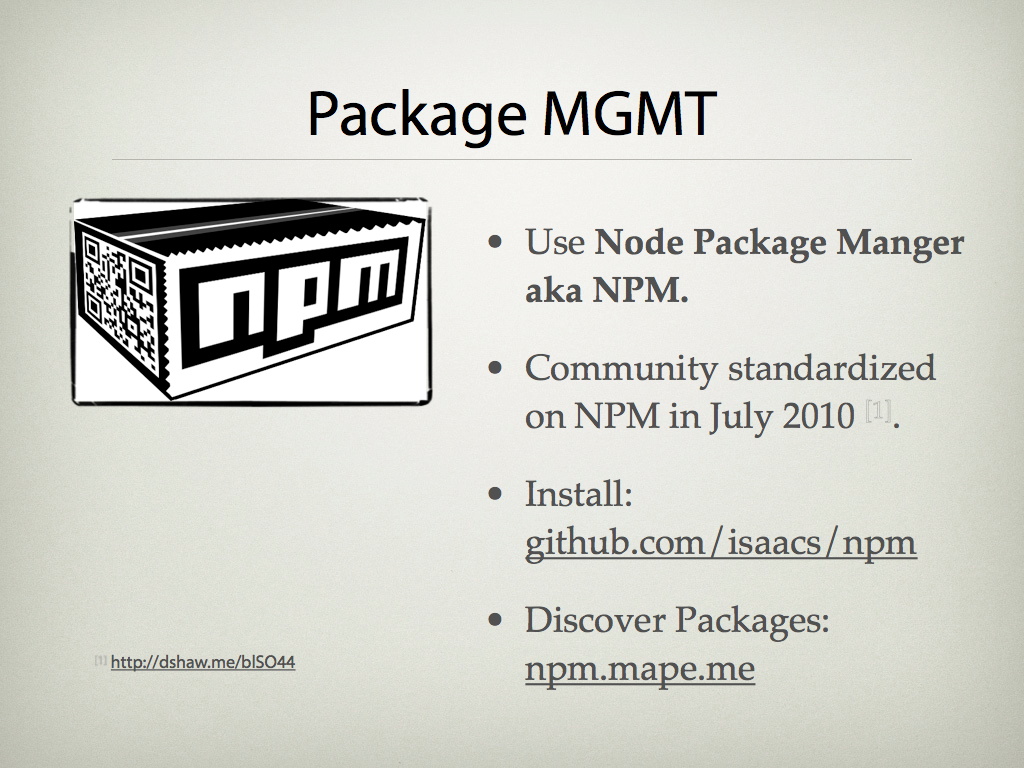 Package MGMT
npm
• Use Node Package Manger
aka NPM.
• Community standardized
on NPM in July 2010 [1].
• Install:
github.com/isaacs/npm
• Discover Packages:
npm.mape.me
[1] http://dshaw.me/blSO44